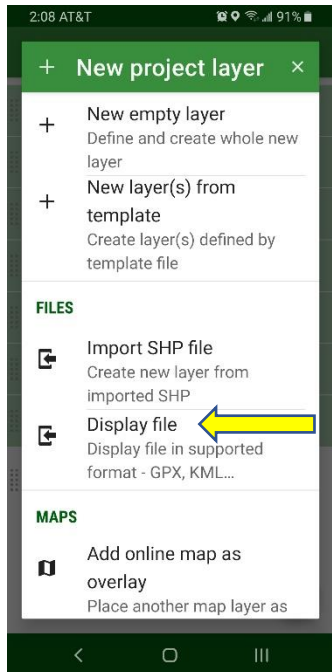 2:08 AT&T 91%
+ New project layer ×
New empty layer
Define and create whole new
layer
New layer(s) from
template
Create layer(s) defined by
template file
FILES
Import SHP file
Create new layer from
imported SHP
Display file
Display file in supported
format - GPX, KML...
MAPS
Add online map as
overlay
Place another map layer as